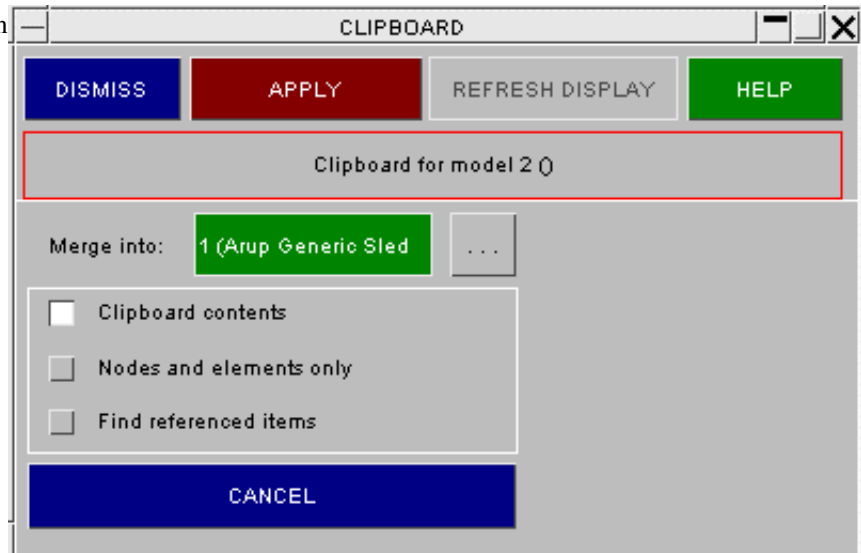 CLIPBOARD
DISMISS APPLY REFRESH DISPLAY HELP
Clipboard for model 2 ()
Merge into: 1 (Arup Generic Sled ...
Clipboard contents
Nodes and elements only
Find referenced items
CANCEL